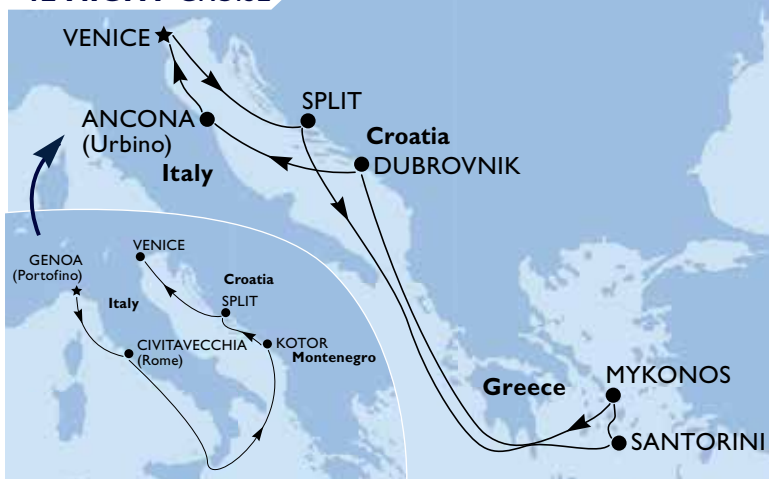 VENICE
SPLIT
ANCONA
(Urbino)
Croatia
DUBROVNIK
Italy
MYKONOS
Greece
SANTORINI
VENICE
GENOA
(Portofino)
Croatia
Italy
SPLIT
CIVITAVECCHIA
(Rome)
KOTOR
Montenegro